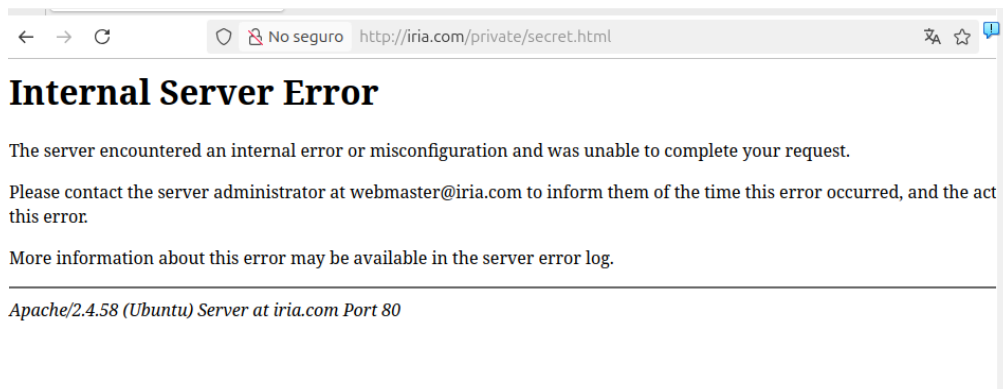 No seguro http://iria.com/private/secret.html
Internal Server Error
The server encountered an internal error or misconfiguration and was unable to complete your request.
Please contact the server administrator at webmaster@iria.com to inform them of the time this error occurred, and the act
this error.
More information about this error may be available in the server error log.
Apache/2.4.58 (Ubuntu) Server at iria.com Port 80